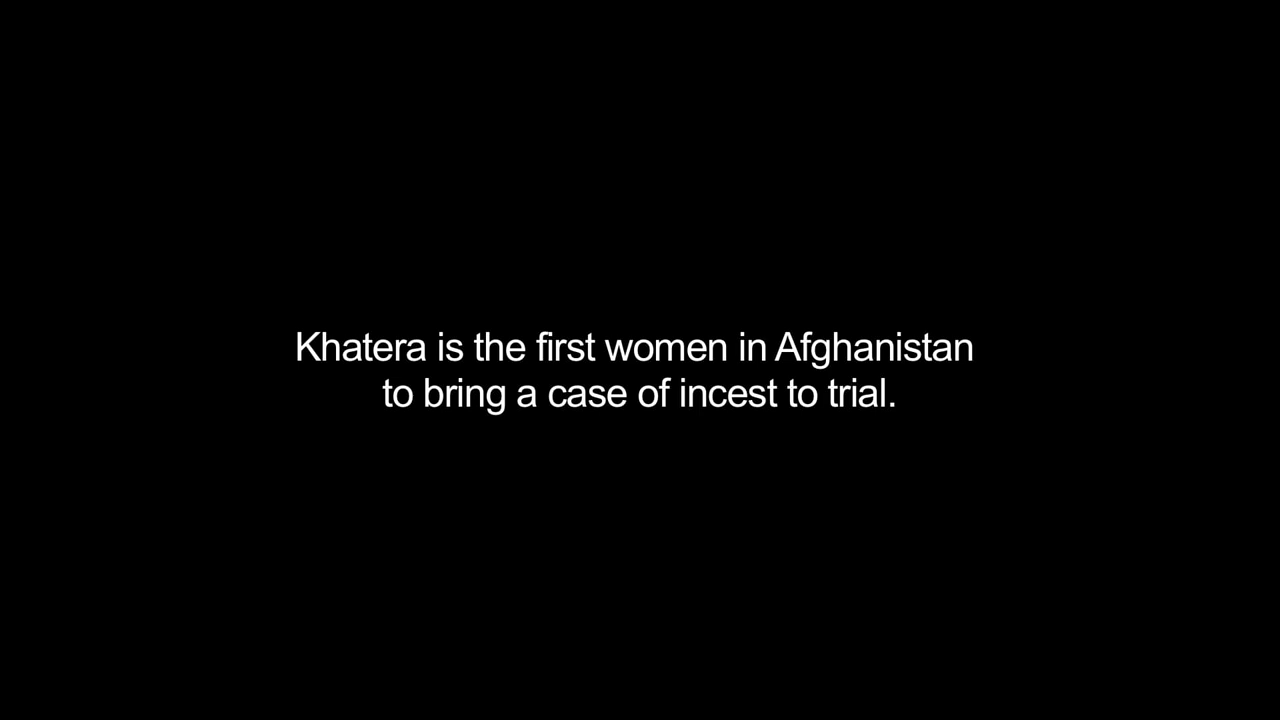 Khatera is the first women in Afghanistan
to bring a case of incest to trial.